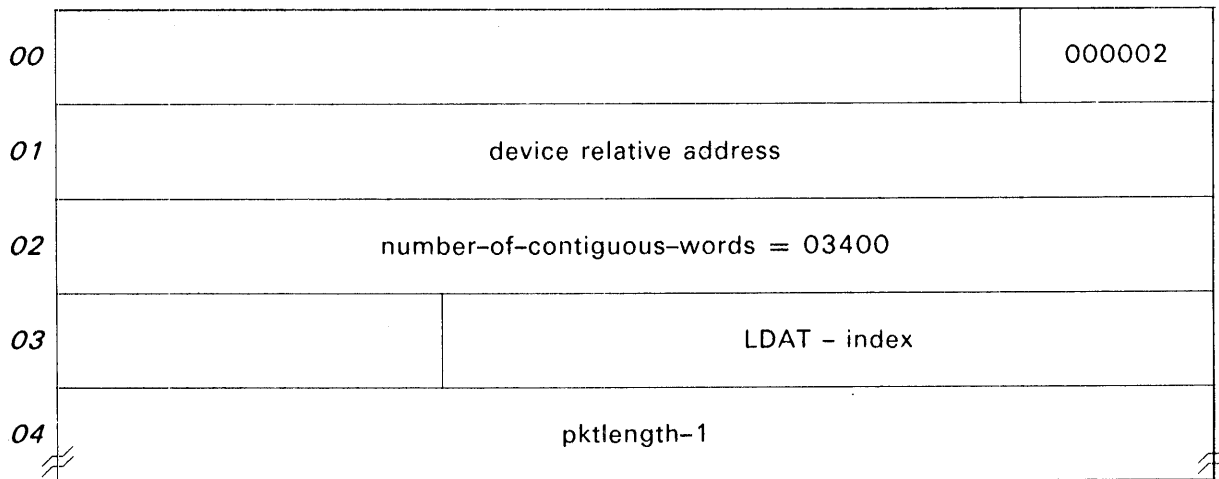 00 000002
01 device relative address
02 number-of-contiguous-words = 03400
03 LDAT - index
04 pktlength-1